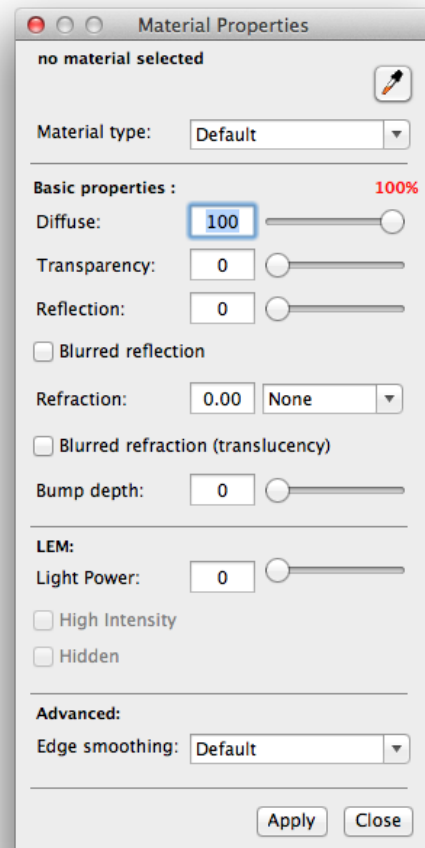 Material Properties
no material selected
Material type: Default
Basic properties : 100%
Diffuse: 100
Transparency: 0
Reflection: 0
Blurred reflection
Refraction: 0.00 None
Blurred refraction (translucency)
Bump depth: 0
LEM:
Light Power: 0
High Intensity
Hidden
Advanced:
Edge smoothing: Default
Apply Close